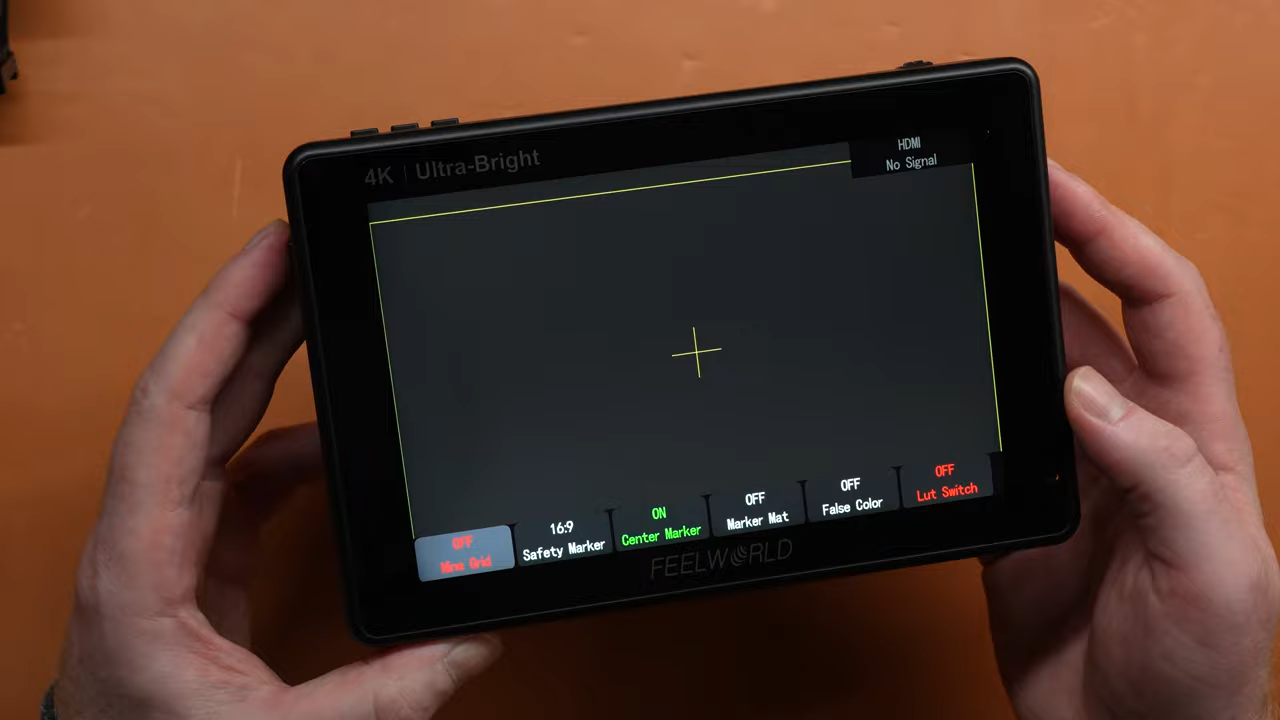 4K | Ultra-Bright
HDMI
No Signal
OFF
Nine Grid
16:9
Safety Marker
ON
Center Marker
OFF
Marker Mat
OFF
False Color
OFF
Lut Switch
FEELWORLD